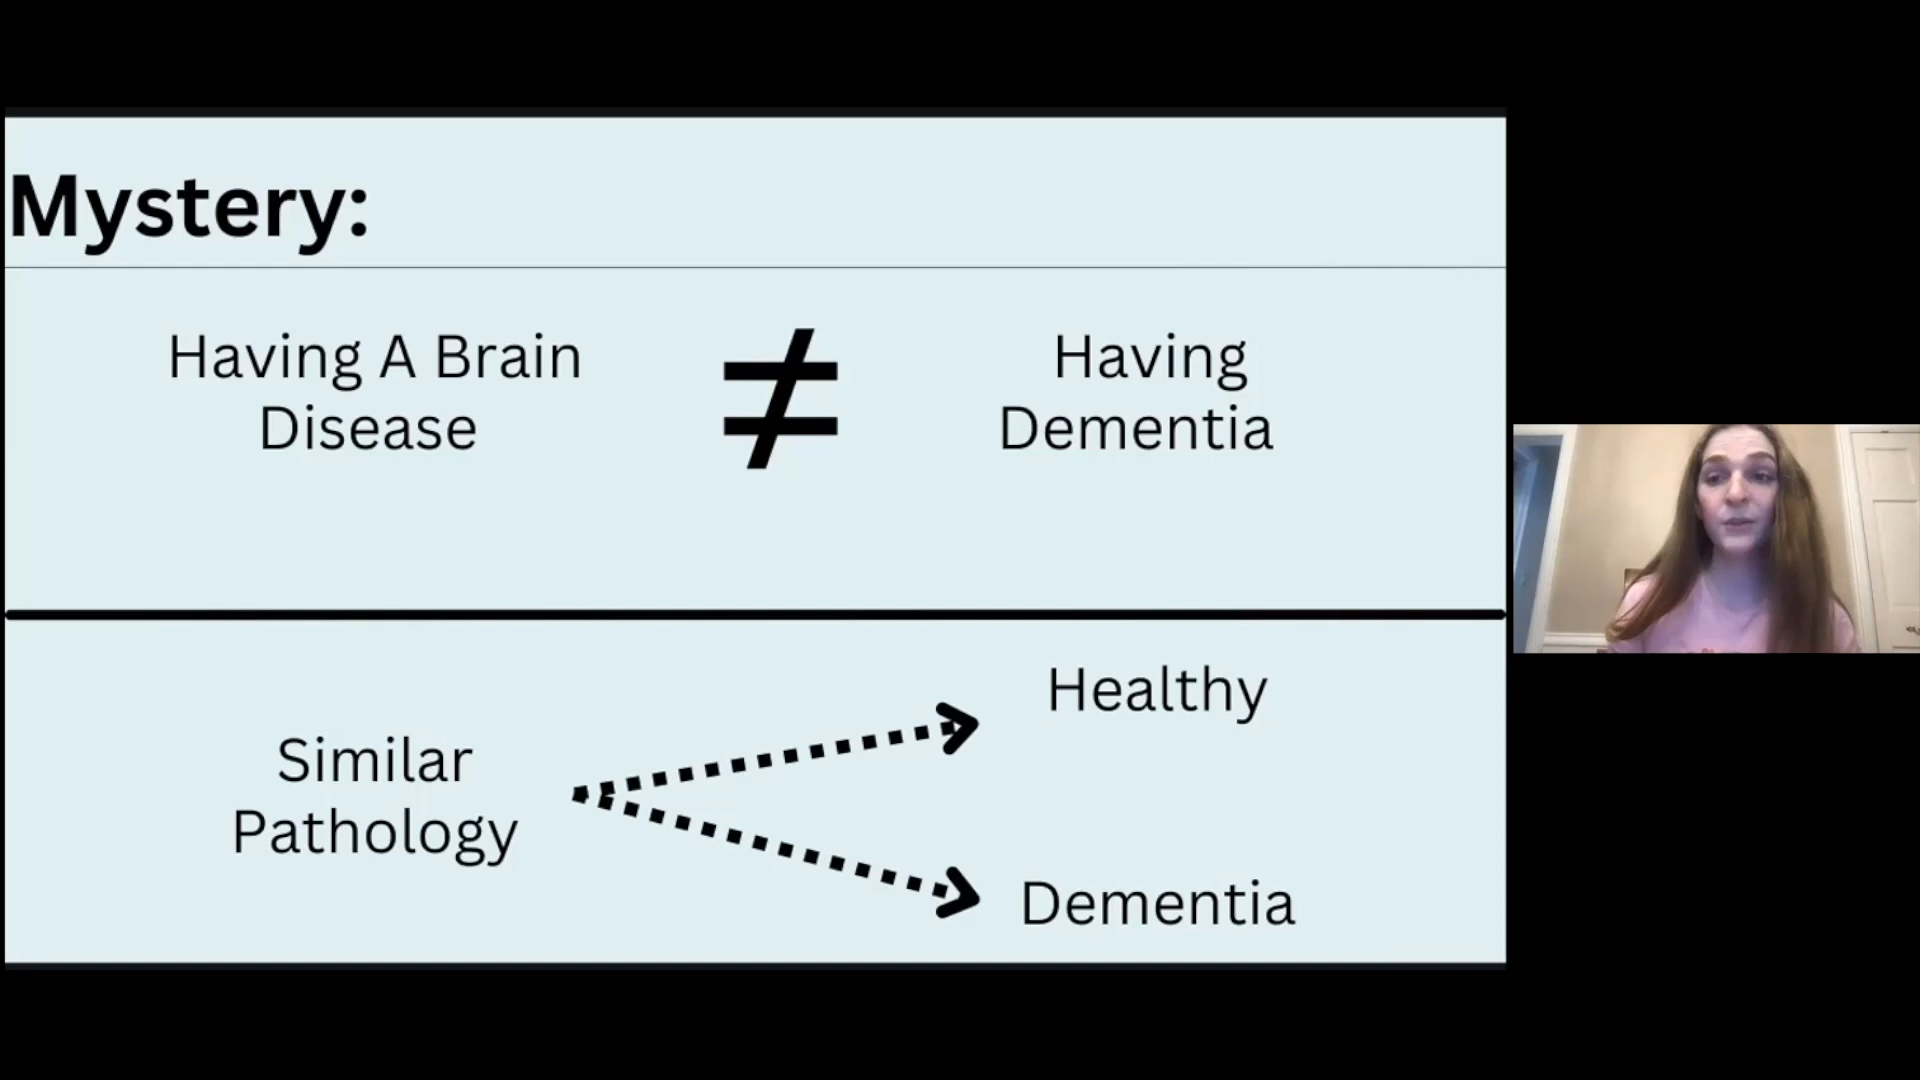 Mystery:
Having A Brain
Disease
≠
Having
Dementia
Similar
Pathology
Healthy
Dementia